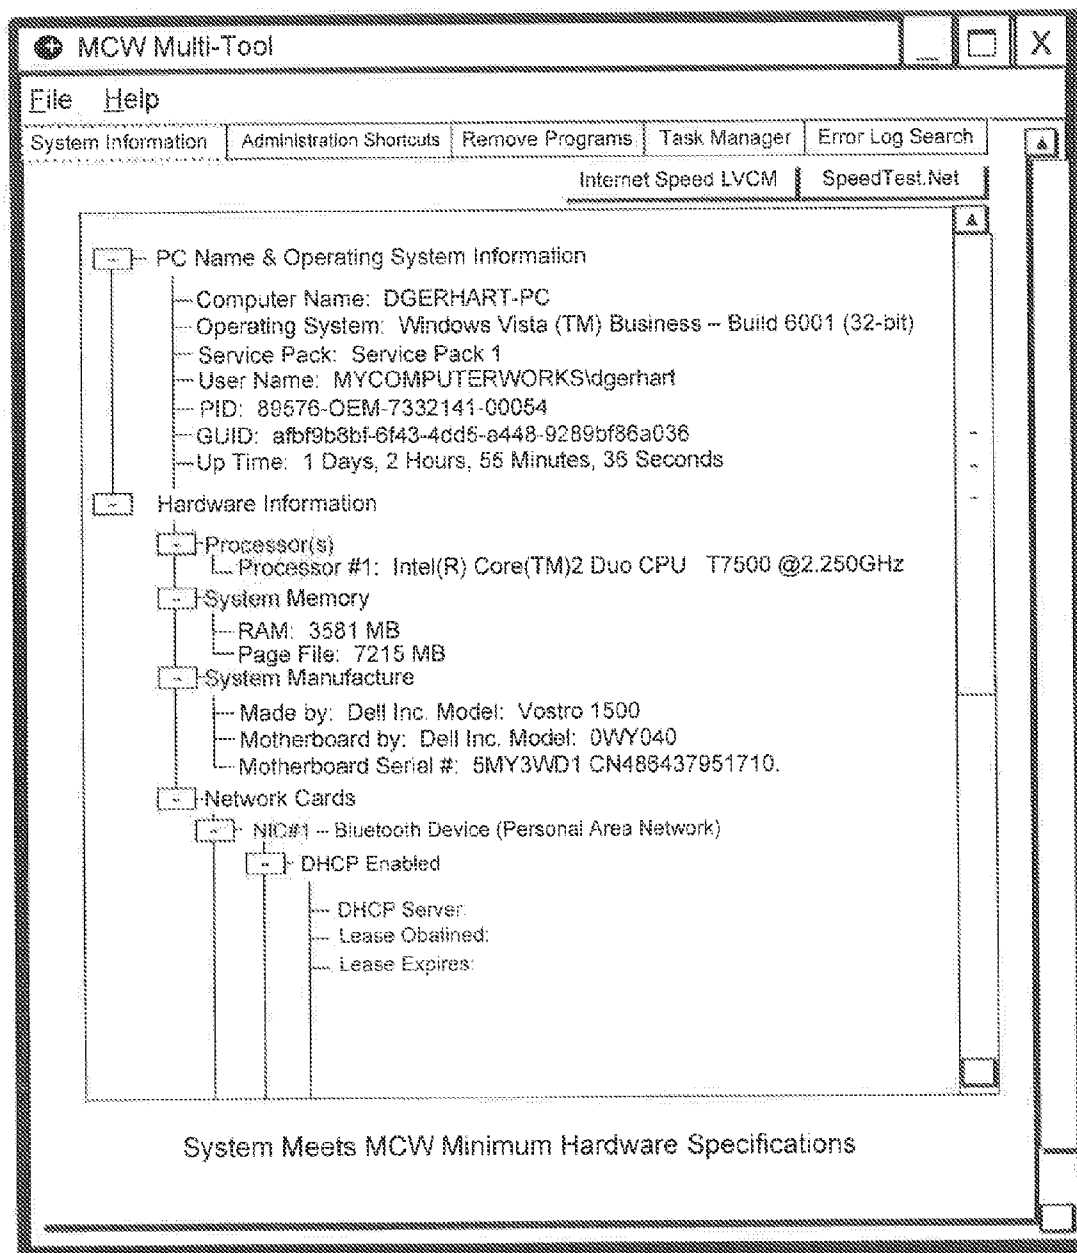 MCW Multi-Tool
File Help
System Information Administration Shortcuts Remove Programs Task Manager Error Log Search
Internet Speed LVCM SpeedTest.Net
PC Name & Operating System Information
Computer Name: DGERHART-PC
Operating System: Windows Vista (TM) Business – Build 6001 (32-bit)
Service Pack: Service Pack 1
User Name: MYCOMPUTERWORKS\dgerhart
PID: 89576-OEM-7332141-00054
GUID: afbf9b8bf-6f43-4dd5-a448-9289bf86a036
Up Time: 1 Days, 2 Hours, 55 Minutes, 36 Seconds
Hardware Information
Processor(s)
Processor #1: Intel(R) Core(TM)2 Duo CPU T7500 @2.250GHz
System Memory
RAM: 3581 MB
Page File: 7215 MB
System Manufacture
Made by: Dell Inc. Model: Vostro 1500
Motherboard by: Dell Inc. Model: 0WY040
Motherboard Serial #: 5MY3WD1 CN486437951710.
Network Cards
NIC#1 – Bluetooth Device (Personal Area Network)
DHCP Enabled
DHCP Server:
Lease Obatined:
Lease Expires:
System Meets MCW Minimum Hardware Specifications